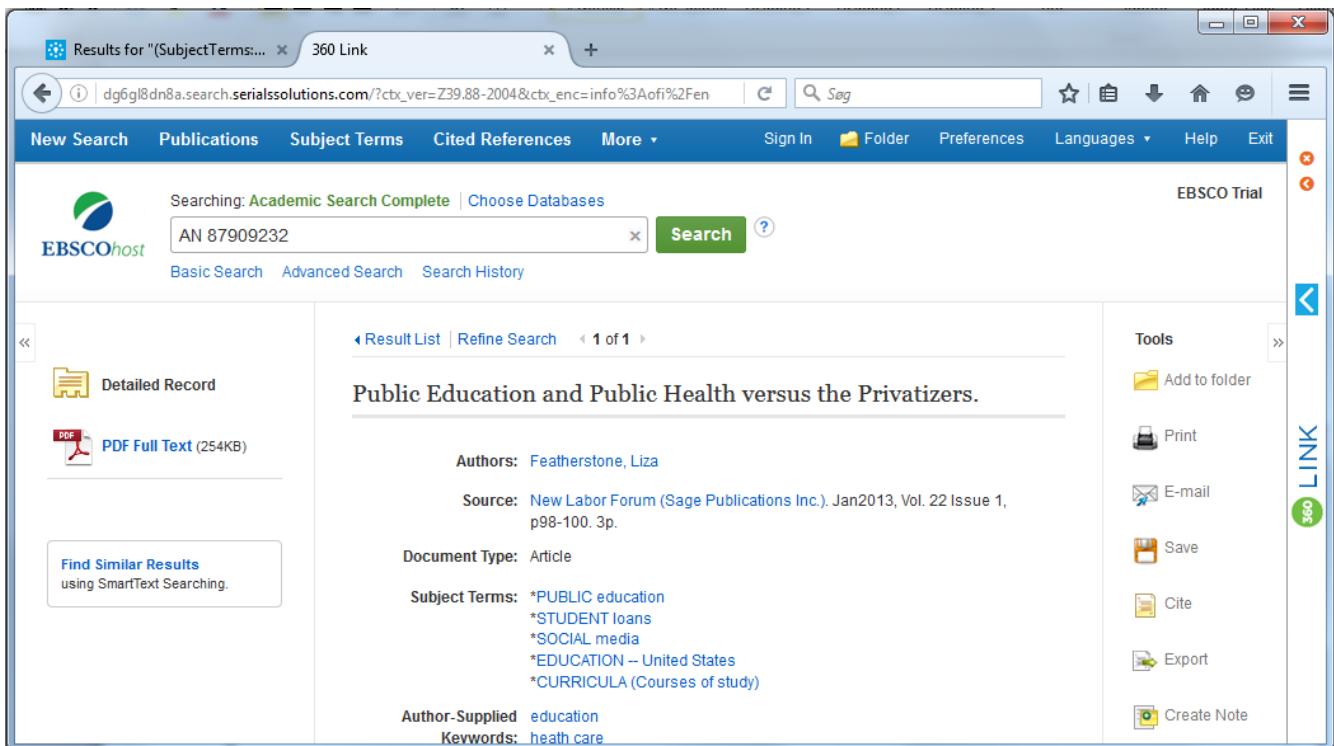 Results for "(SubjectTerms:...
360 Link
dg6gl8dn8a.search.serialssolutions.com/?ctx_ver=Z39.88-2004&ctx_enc=info%3Aofi%2Fen
Søg
New Search Publications Subject Terms Cited References More Sign In Folder Preferences Languages Help Exit
EBSCOhost
Searching: Academic Search Complete | Choose Databases
EBSCO Trial
AN 87909232
Search
?
Basic Search Advanced Search Search History
Result List | Refine Search 1 of 1
Tools
Detailed Record
PDF
PDF Full Text (254KB)
Find Similar Results
using SmartText Searching.
Public Education and Public Health versus the Privatizers.
Authors: Featherstone, Liza
Source: New Labor Forum (Sage Publications Inc.). Jan2013, Vol. 22 Issue 1,
p98-100. 3p.
Document Type: Article
Subject Terms: *PUBLIC education
*STUDENT loans
*SOCIAL media
*EDUCATION -- United States
*CURRICULA (Courses of study)
Author-Supplied education
Keywords: heath care
Add to folder
Print
E-mail
Save
Cite
Export
Create Note
360 LINK